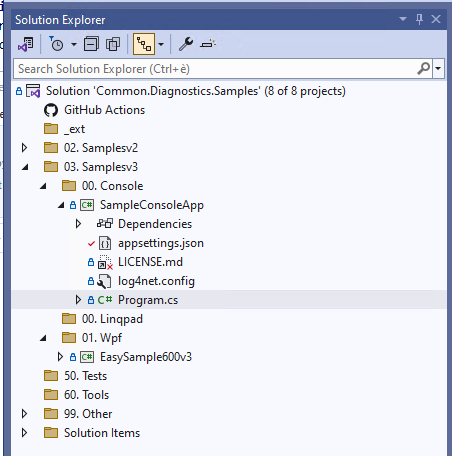 Solution Explorer
Search Solution Explorer (Ctrl+è)
Solution 'Common.Diagnostics.Samples' (8 of 8 projects)
GitHub Actions
_ext
02. Samplesv2
03. Samplesv3
00. Console
C# SampleConsoleApp
Dependencies
appsettings.json
LICENSE.md
log4net.config
C# Program.cs
00. Linqpad
01. Wpf
C# EasySample600v3
50. Tests
60. Tools
99. Other
Solution Items